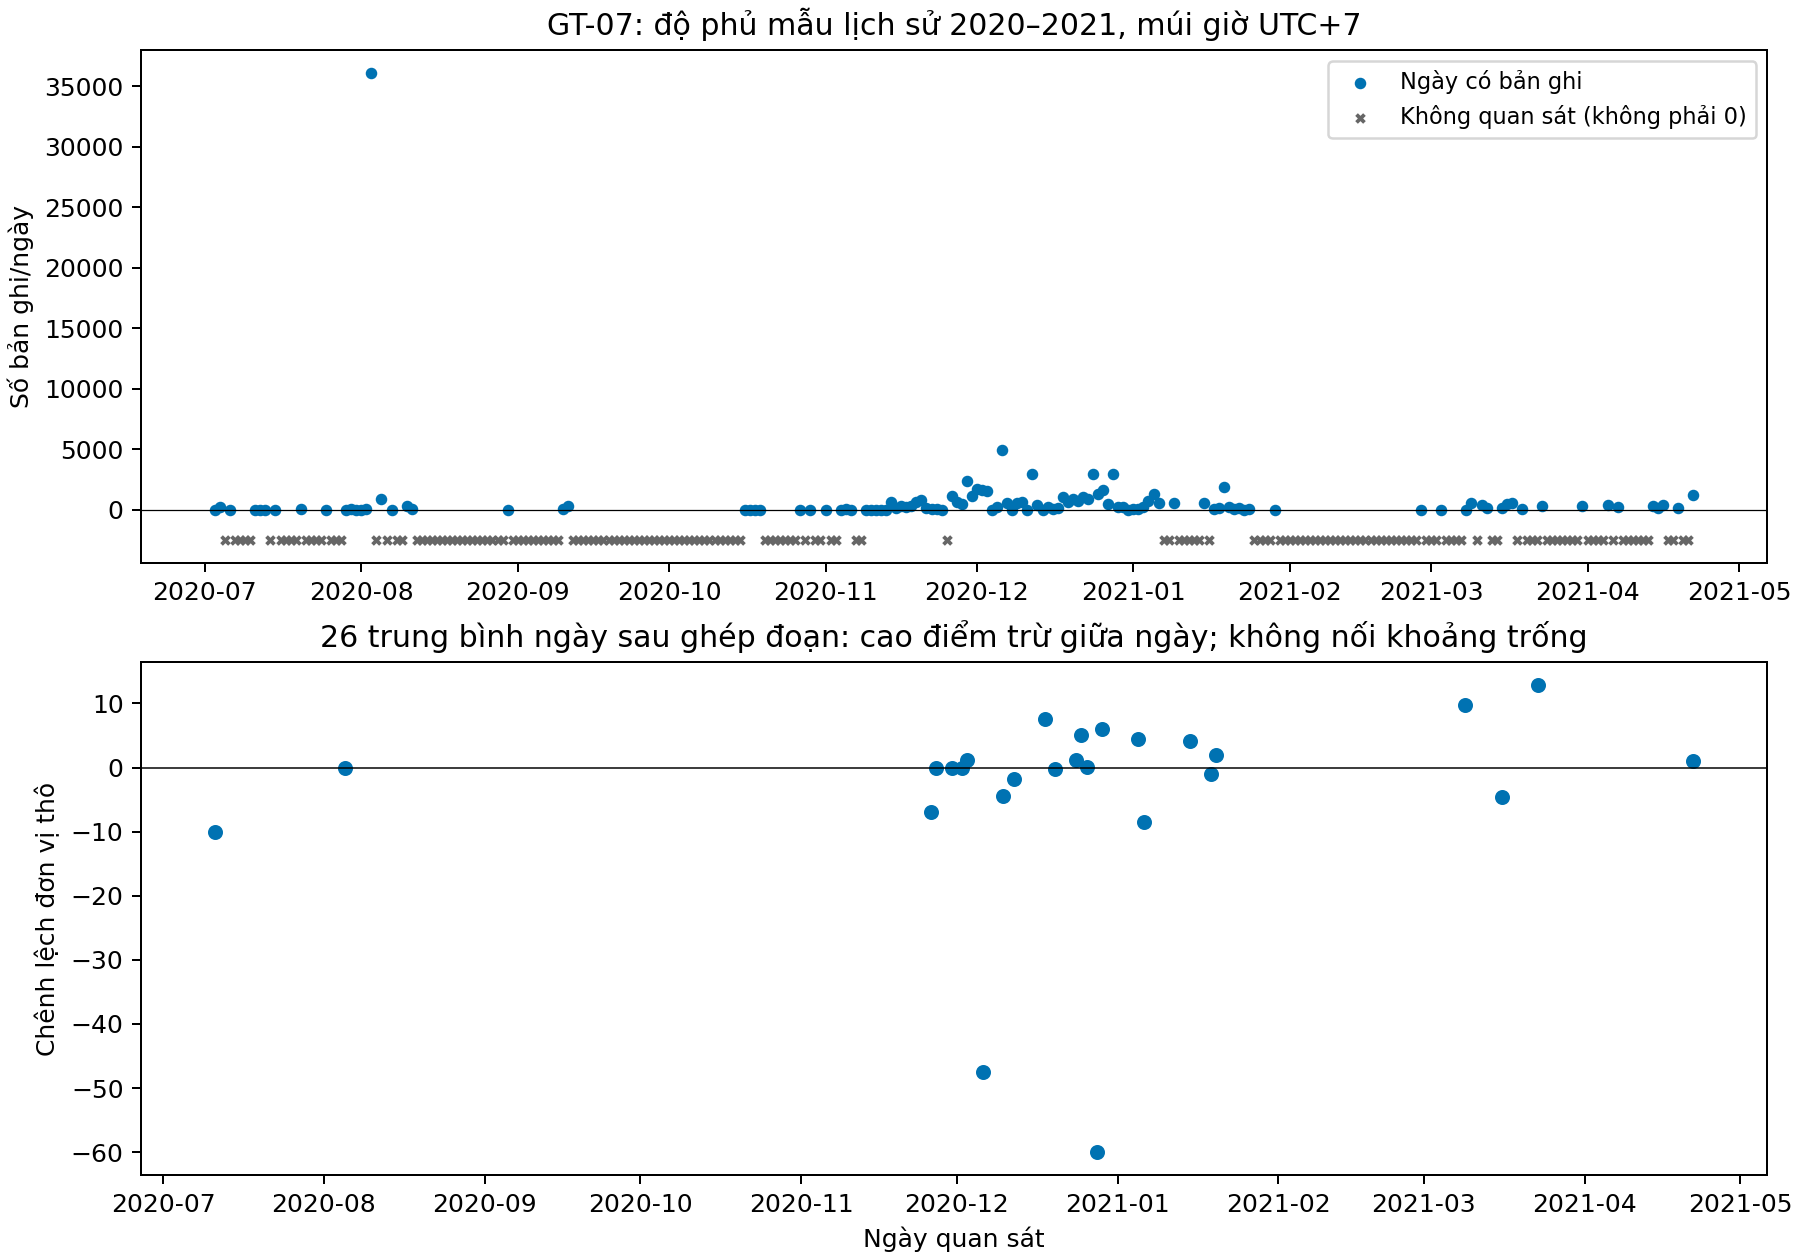 GT-07: độ phủ mẫu lịch sử 2020–2021, múi giờ UTC+7
Số bản ghi/ngày
35000
30000
25000
20000
15000
10000
5000
0
Ngày có bản ghi
Không quan sát (không phải 0)
2020-07 2020-08 2020-09 2020-10 2020-11 2020-12 2021-01 2021-02 2021-03 2021-04 2021-05
26 trung bình ngày sau ghép đoạn: cao điểm trừ giữa ngày; không nối khoảng trống
Chênh lệch đơn vị thô
10
0
−10
−20
−30
−40
−50
−60
2020-07 2020-08 2020-09 2020-10 2020-11 2020-12 2021-01 2021-02 2021-03 2021-04 2021-05
Ngày quan sát